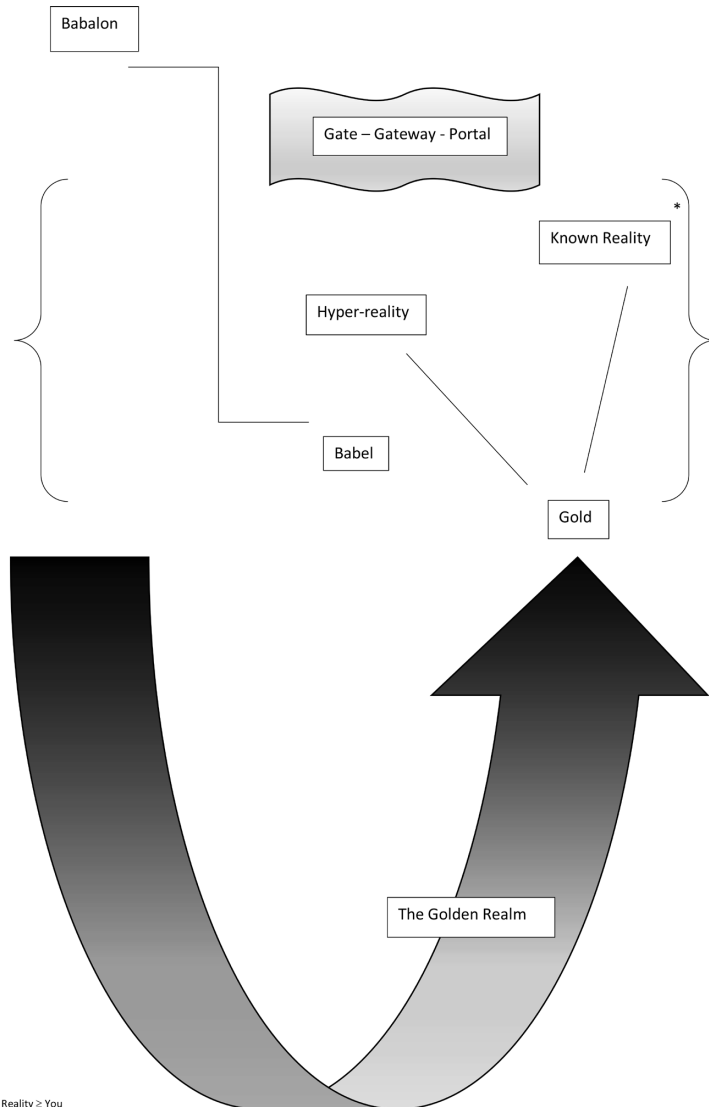 Babalon
Gate – Gateway - Portal
*
Known Reality
Hyper-reality
Babel
Gold
The Golden Realm
Reality ≥ You